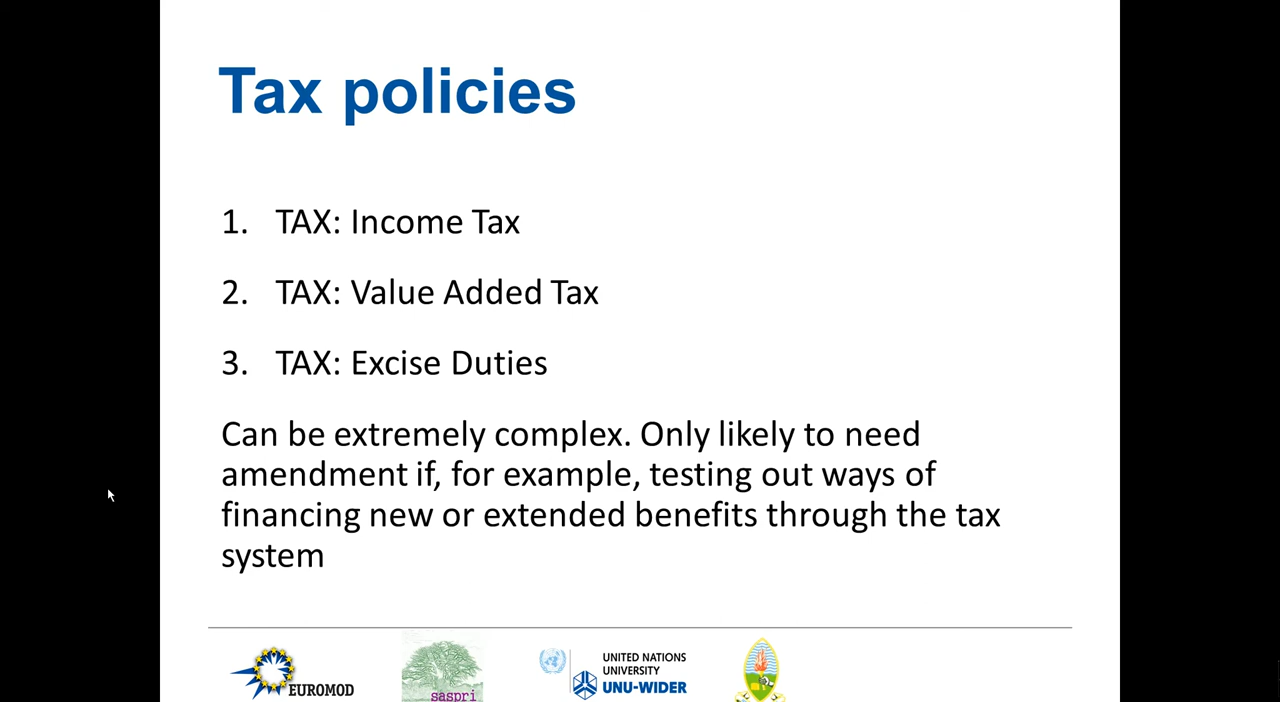 Tax policies
1. TAX: Income Tax
2. TAX: Value Added Tax
3. TAX: Excise Duties
Can be extremely complex. Only likely to need
amendment if, for example, testing out ways of
financing new or extended benefits through the tax
system
EUROMOD
saspri
UNITED NATIONS
UNIVERSITY
UNU-WIDER